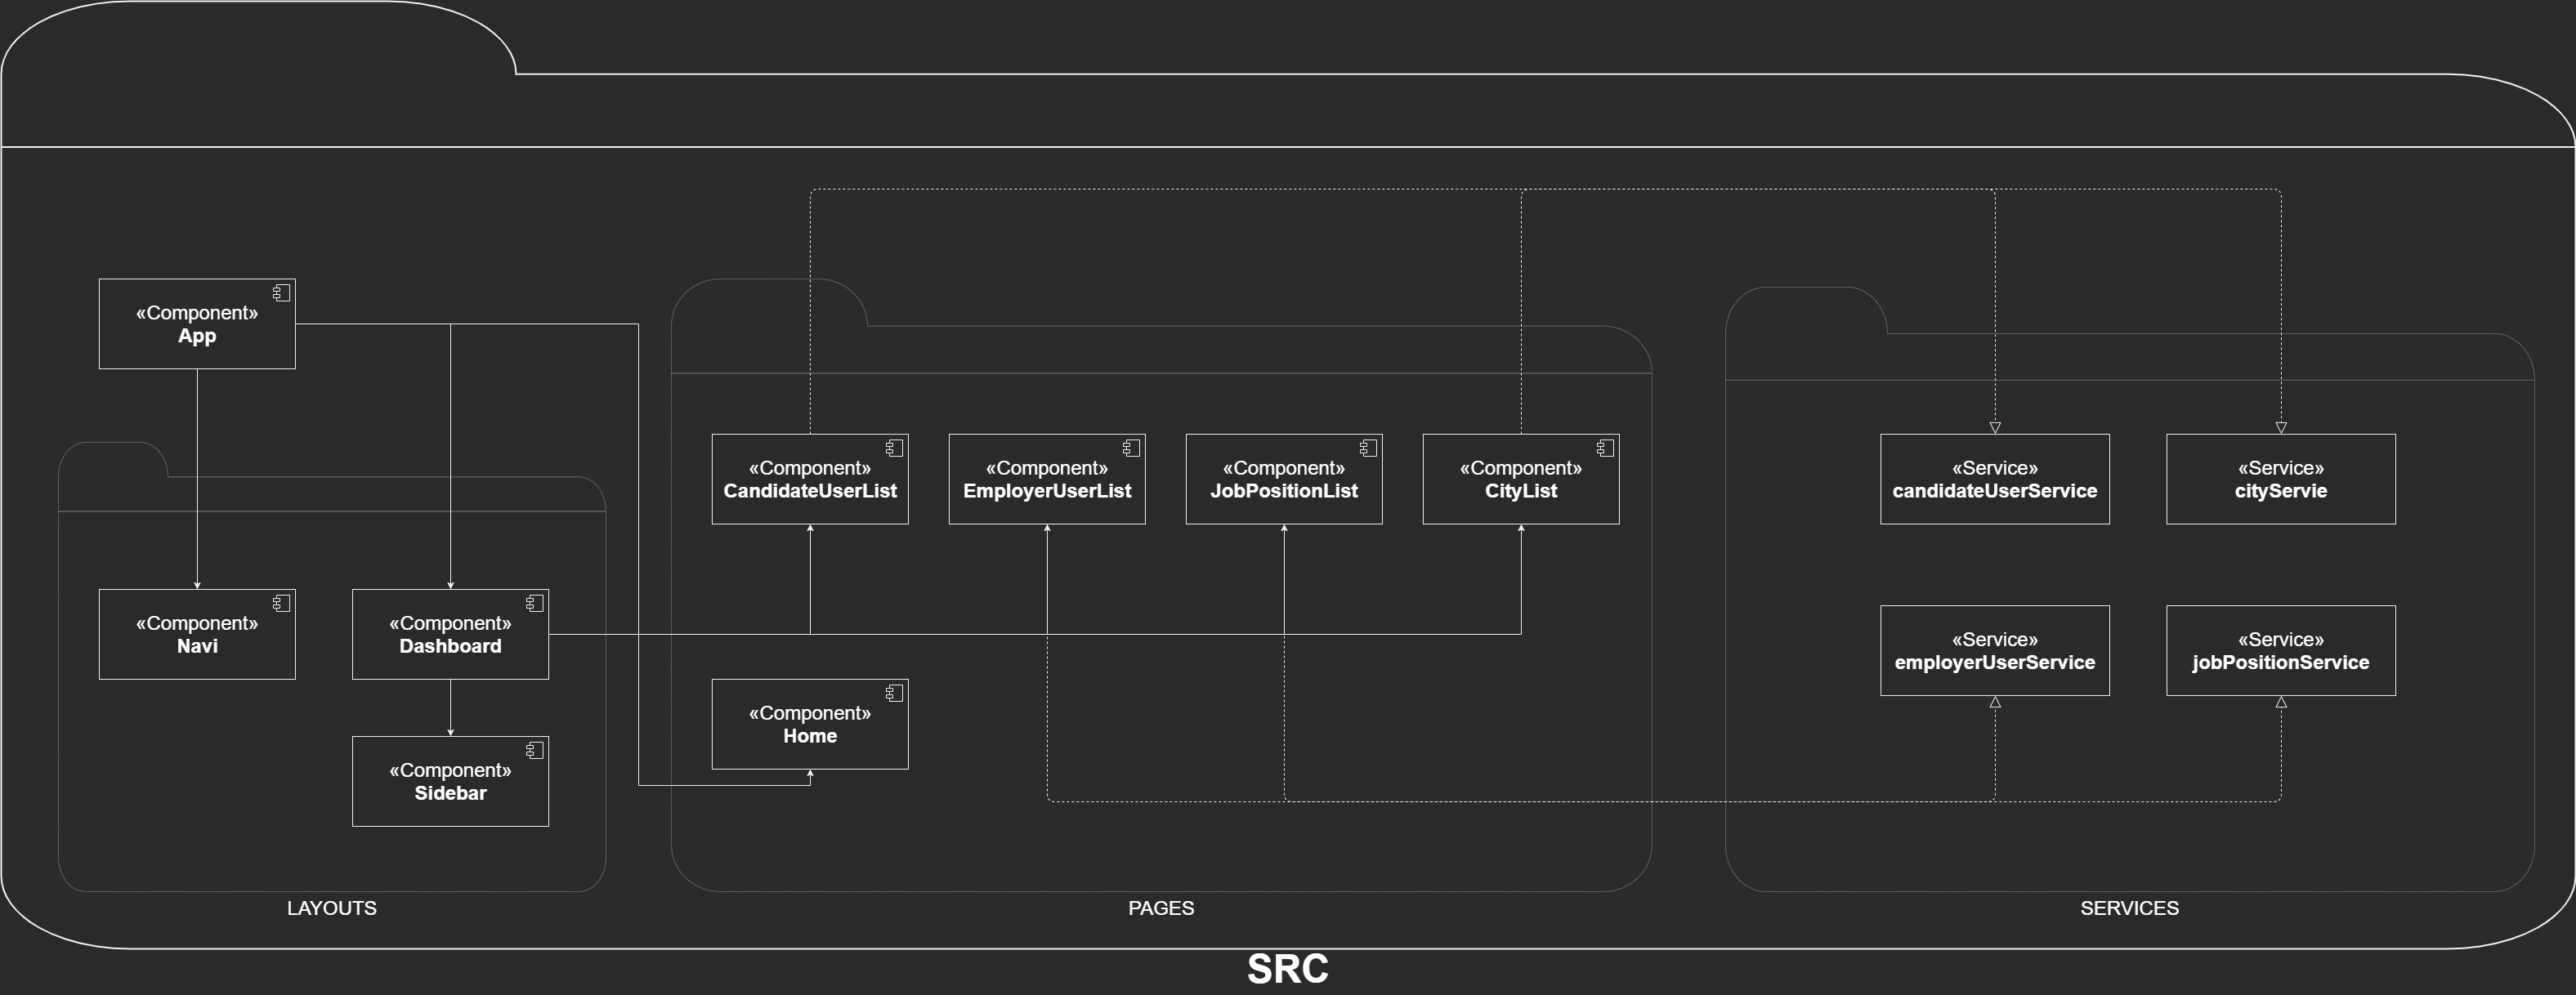 «Component»
App
«Component»
Navi
«Component»
Dashboard
«Component»
Sidebar
LAYOUTS
«Component»
CandidateUserList
«Component»
EmployerUserList
«Component»
JobPositionList
«Component»
CityList
«Component»
Home
PAGES
«Service»
candidateUserService
«Service»
cityServie
«Service»
employerUserService
«Service»
jobPositionService
SERVICES
SRC